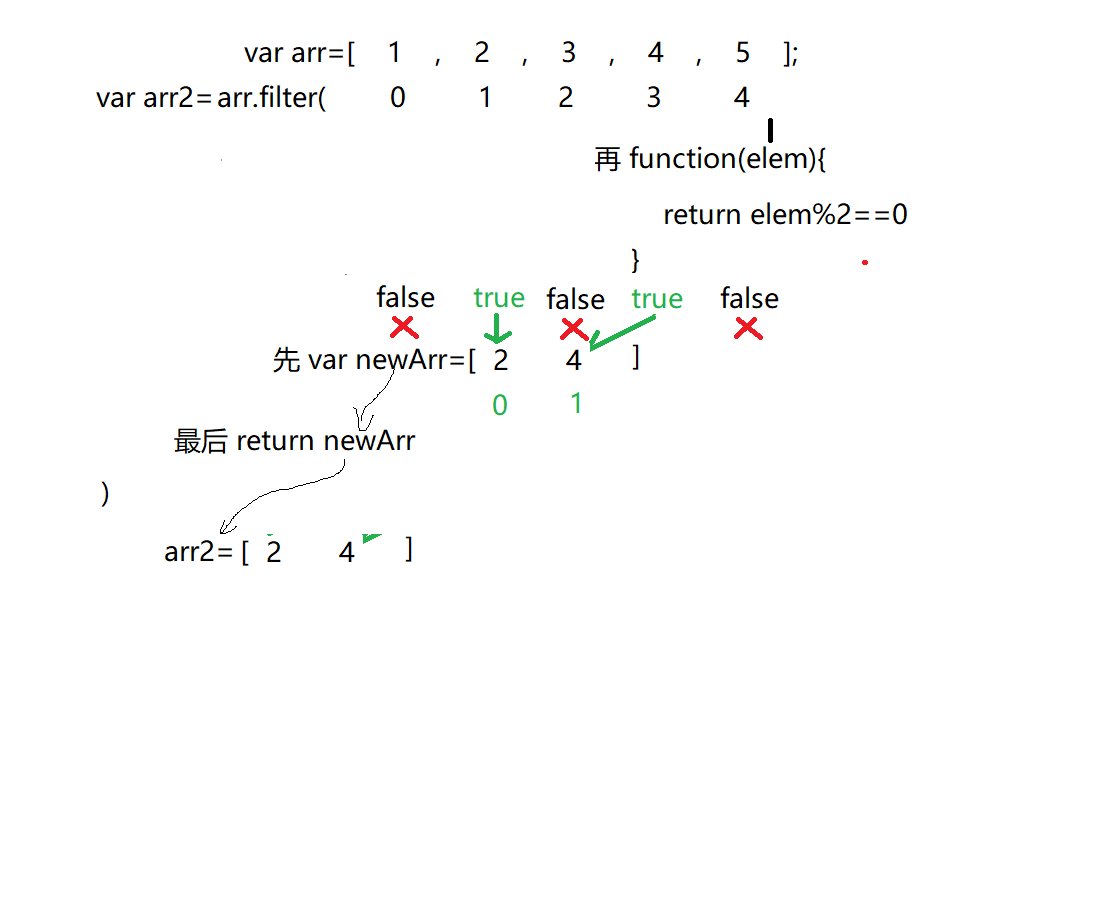 var arr=[ 1 , 2 , 3 , 4 , 5 ];
var arr2=arr.filter( 0 1 2 3 4
再 function(elem){
return elem%2==0
}
false true false true false
先 var newArr=[ 2 4 ]
0 1
最后 return newArr
)
arr2=[ 2 4 ]